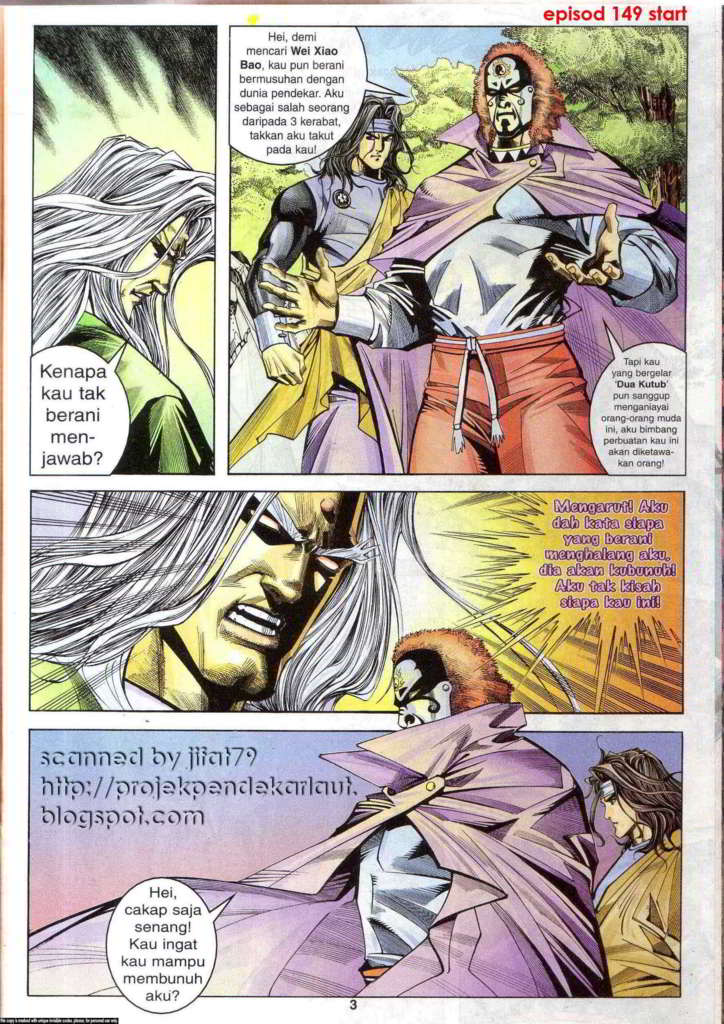 episod 149 start
Hei, demi
mencari Wei Xiao
Bao, kau pun berani
bermusuhan dengan
dunia pendekar. Aku
sebagai salah seorang
daripada 3 kerabat,
takkan aku takut
pada kau!
Kenapa
kau tak
berani
men-
jawab?
Tapi kau
yang bergelar
'Dua Kutub'
pun sanggup
menganiayai
orang-orang muda
ini, aku bimbang
perbuatan kau ini
akan diketawa-
kan orang!
Mengarut! Aku
dah kata siapa
yang berani
menghalang aku,
dia akan kubunuh!
Aku tak kisah
siapa kau ini!
scanned by jifat79
http://projekpendekarlaut.
blogspot.com
Hei,
cakap saja
senang!
Kau ingat
kau mampu
membunuh
aku?
3